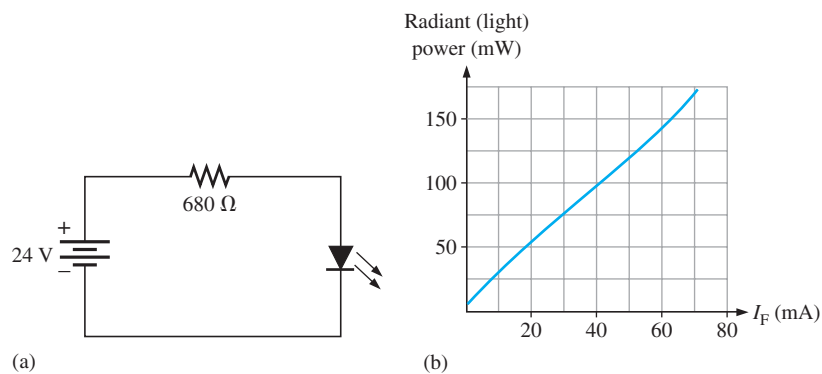 Radiant (light)
power (mW)
150
100
50
20 40 60 80
I_F (mA)
680 Ω
+
24 V
−
(a)
(b)